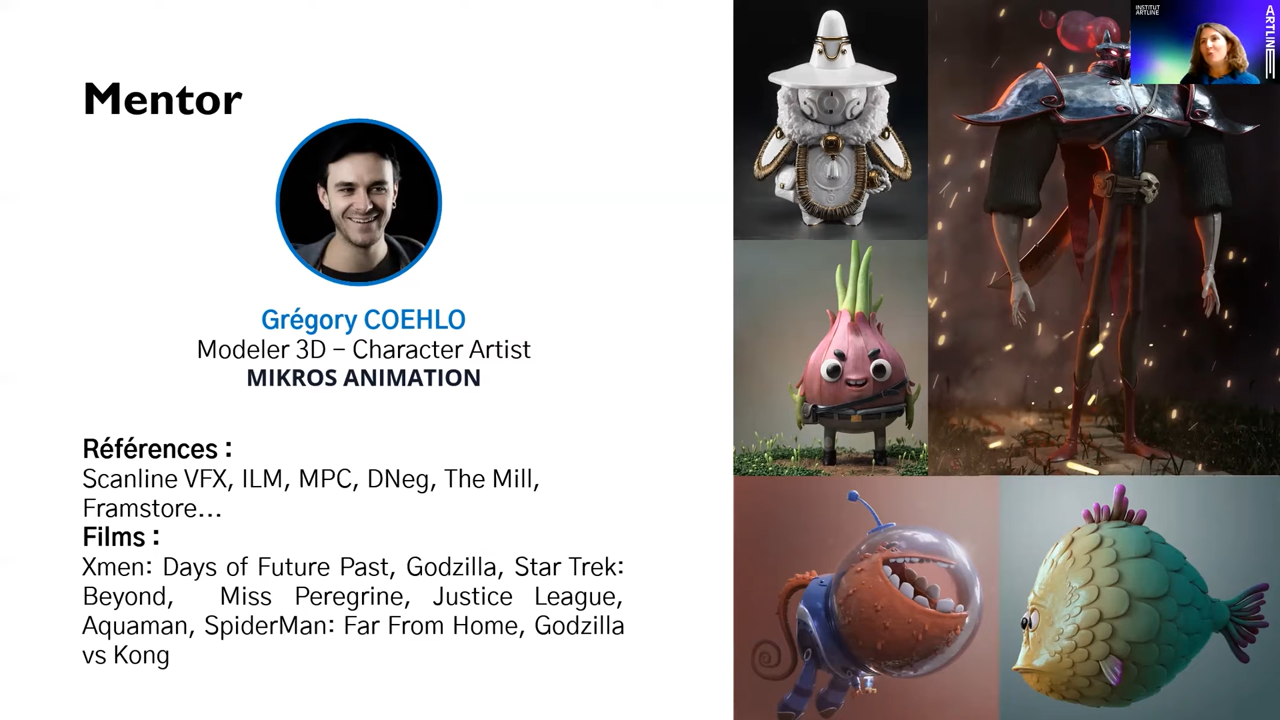 Mentor
Grégory COEHLO
Modeler 3D – Character Artist
MIKROS ANIMATION
Référénces :
Scanline VFX, ILM, MPC, DNeg, The Mill,
Framstore...
Films :
Xmen: Days of Future Past, Godzilla, Star Trek:
Beyond, Miss Peregrine, Justice League,
Aquaman, SpiderMan: Far From Home, Godzilla
vs Kong
INSTITUT
ARTLINE
ARTLINE